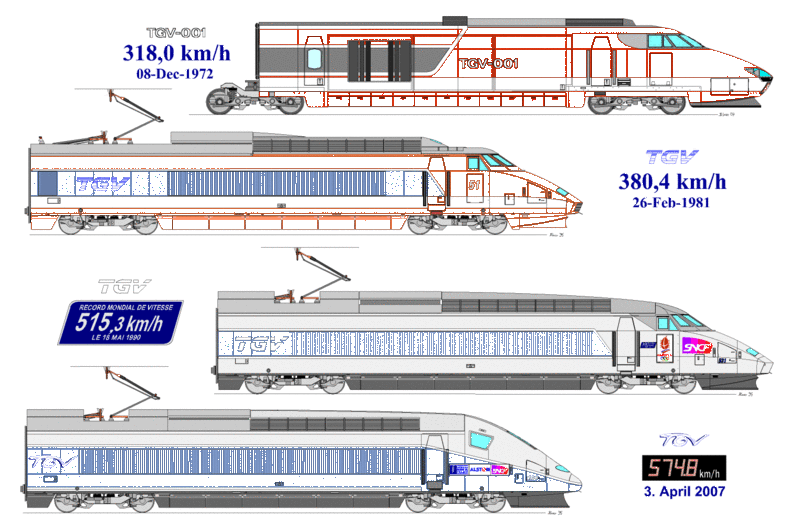 TGV-001
318,0 km/h
08-Dec-1972
TGV-001
TGV
380,4 km/h
26-Feb-1981
TGV
TGV
RECORD MONDIAL DE VITESSE
515,3 km/h
LE 18 MAI 1990
TGV
SNCF
TGV
574.8 km/h
3. April 2007
TGV
ALSTOM
SNCF